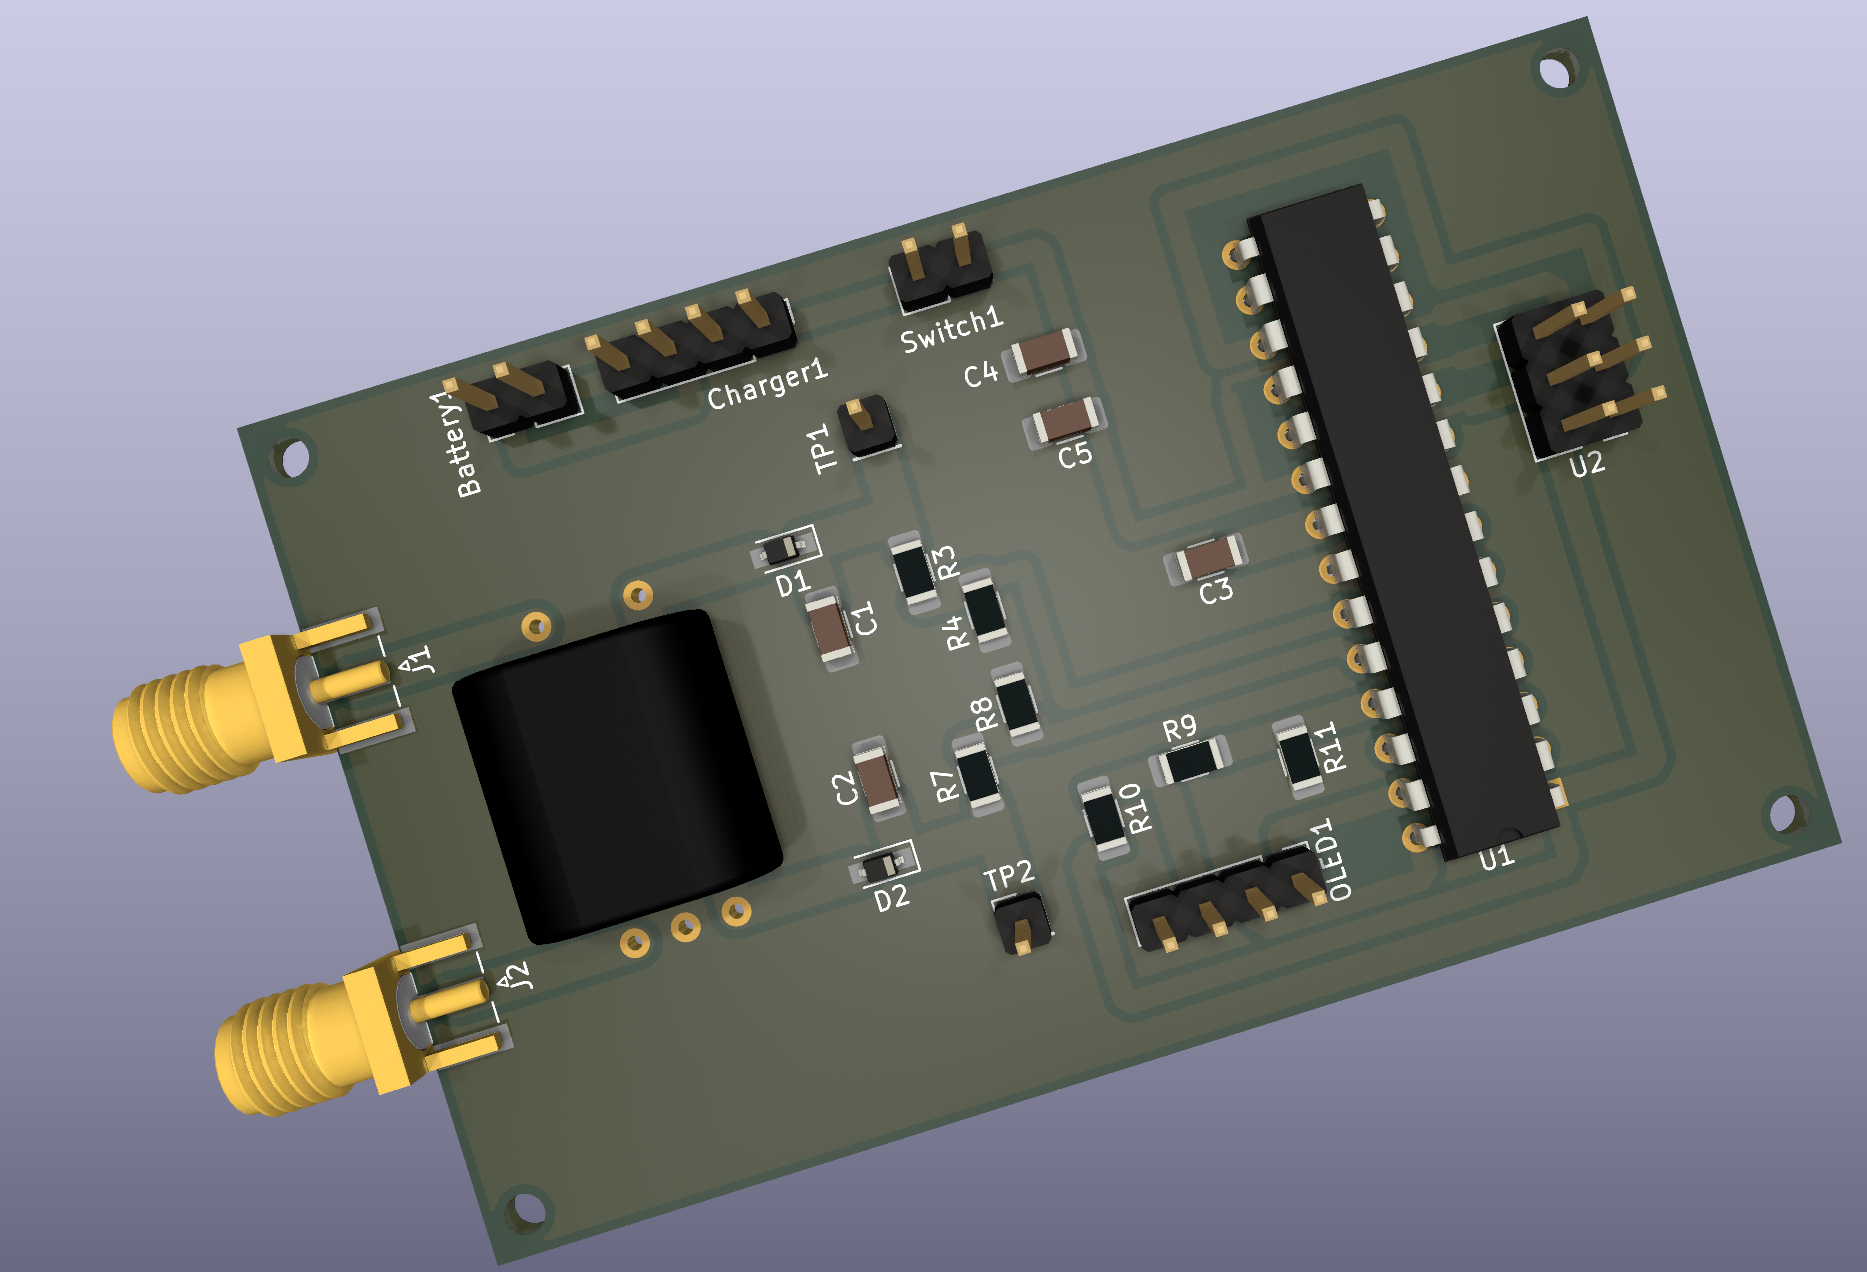 Switch1
Charger1
Battery1
C4
C5
TP1
U2
D1
R3
C1
C3
R4
J1
R8
R9
R11
C2
R7
R10
D2
TP2
OLED1
U1
J2